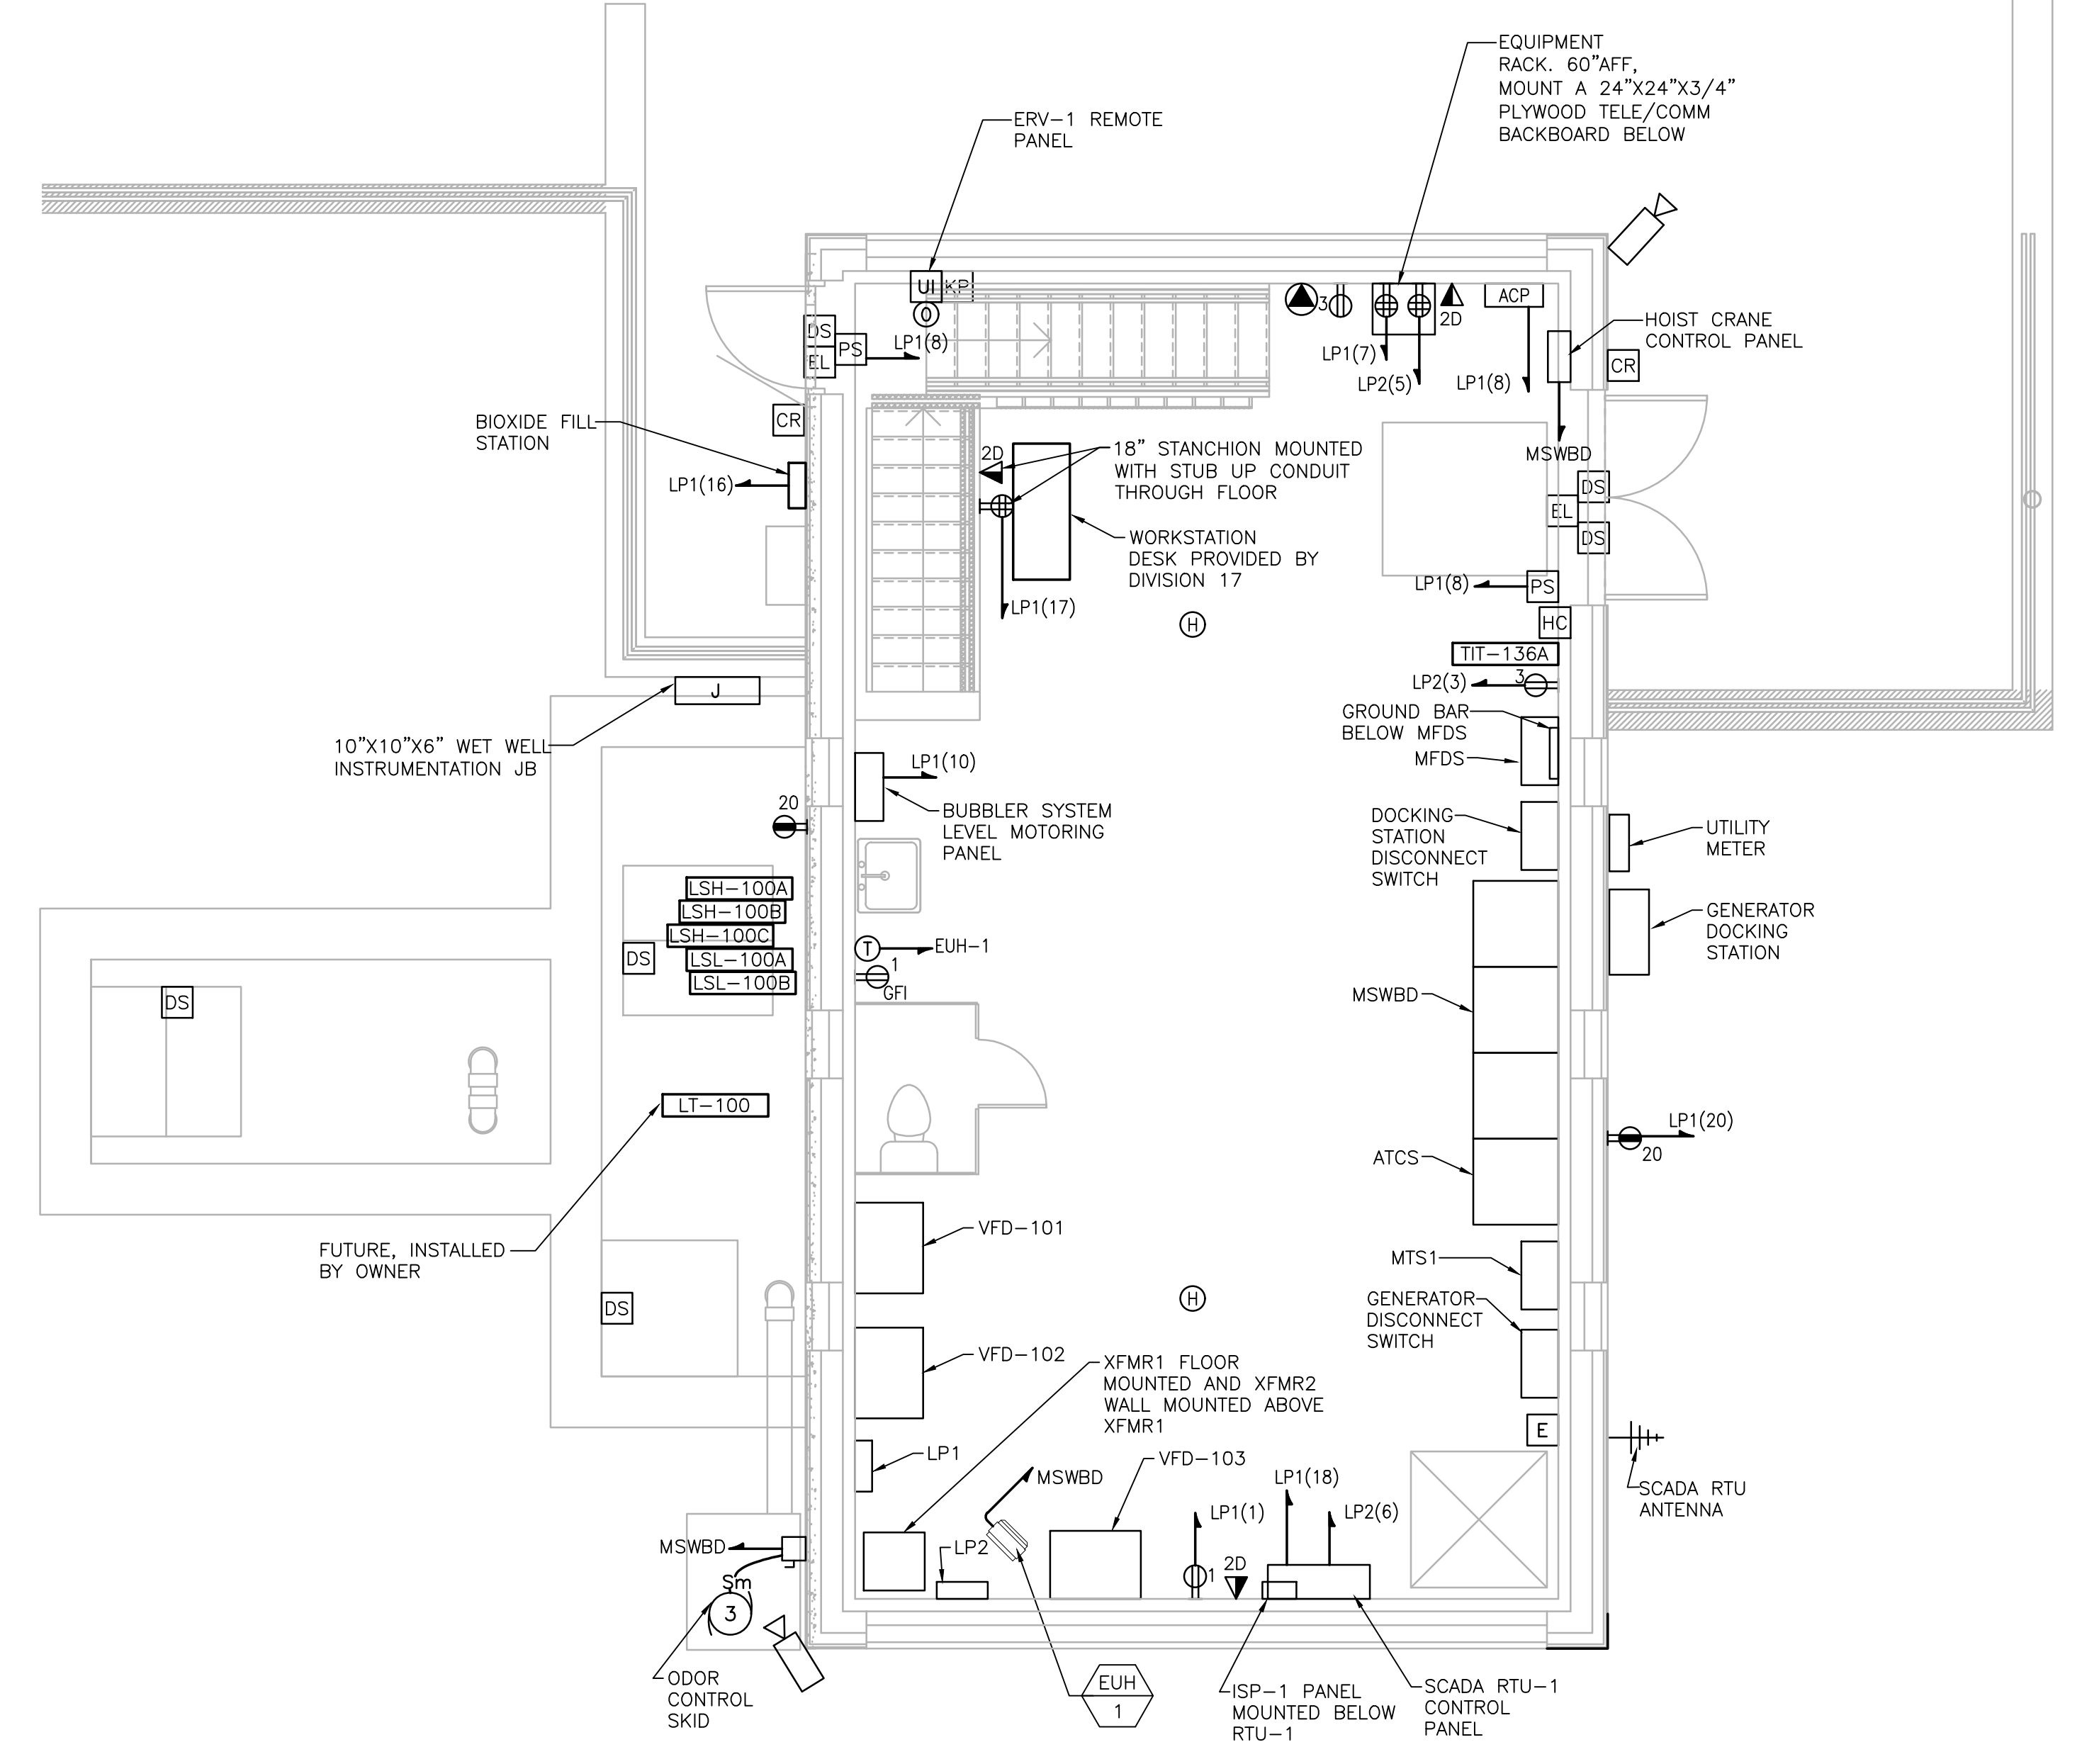 EQUIPMENT
RACK. 60”AFF,
MOUNT A 24”X24”X3/4”
PLYWOOD TELE/COMM
BACKBOARD BELOW
ERV-1 REMOTE
PANEL
UI
KP
O
DS
PS
EL
LP1(8)
3
2D
ACP
LP1(7)
LP2(5)
LP1(8)
HOIST CRANE
CONTROL PANEL
CR
MSWBD
CR
BIOXIDE FILL
STATION
LP1(16)
2D
18” STANCHION MOUNTED
WITH STUB UP CONDUIT
THROUGH FLOOR
WORKSTATION
DESK PROVIDED BY
DIVISION 17
LP1(17)
DS
EL
DS
LP1(8)
PS
H
HC
TIT-136A
LP2(3)
3
J
10”X10”X6” WET WELL
INSTRUMENTATION JB
GROUND BAR
BELOW MFDS
MFDS
LP1(10)
BUBBLER SYSTEM
LEVEL MOTORING
PANEL
20
DOCKING
STATION
DISCONNECT
SWITCH
UTILITY
METER
LSH-100A
LSH-100B
LSH-100C
LSL-100A
LSL-100B
DS
DS
GENERATOR
DOCKING
STATION
T
EUH-1
1
GFI
MSWBD
LT-100
LP1(20)
20
ATCS
VFD-101
FUTURE, INSTALLED
BY OWNER
MTS1
DS
H
GENERATOR
DISCONNECT
SWITCH
VFD-102
XFMR1 FLOOR
MOUNTED AND XFMR2
WALL MOUNTED ABOVE
XFMR1
E
LP1
MSWBD
VFD-103
LP1(18)
LP1(1)
LP2(6)
SCADA RTU
ANTENNA
MSWBD
LP2
1
2D
Sm
3
ODOR
CONTROL
SKID
EUH
1
ISP-1 PANEL
MOUNTED BELOW
RTU-1
SCADA RTU-1
CONTROL
PANEL